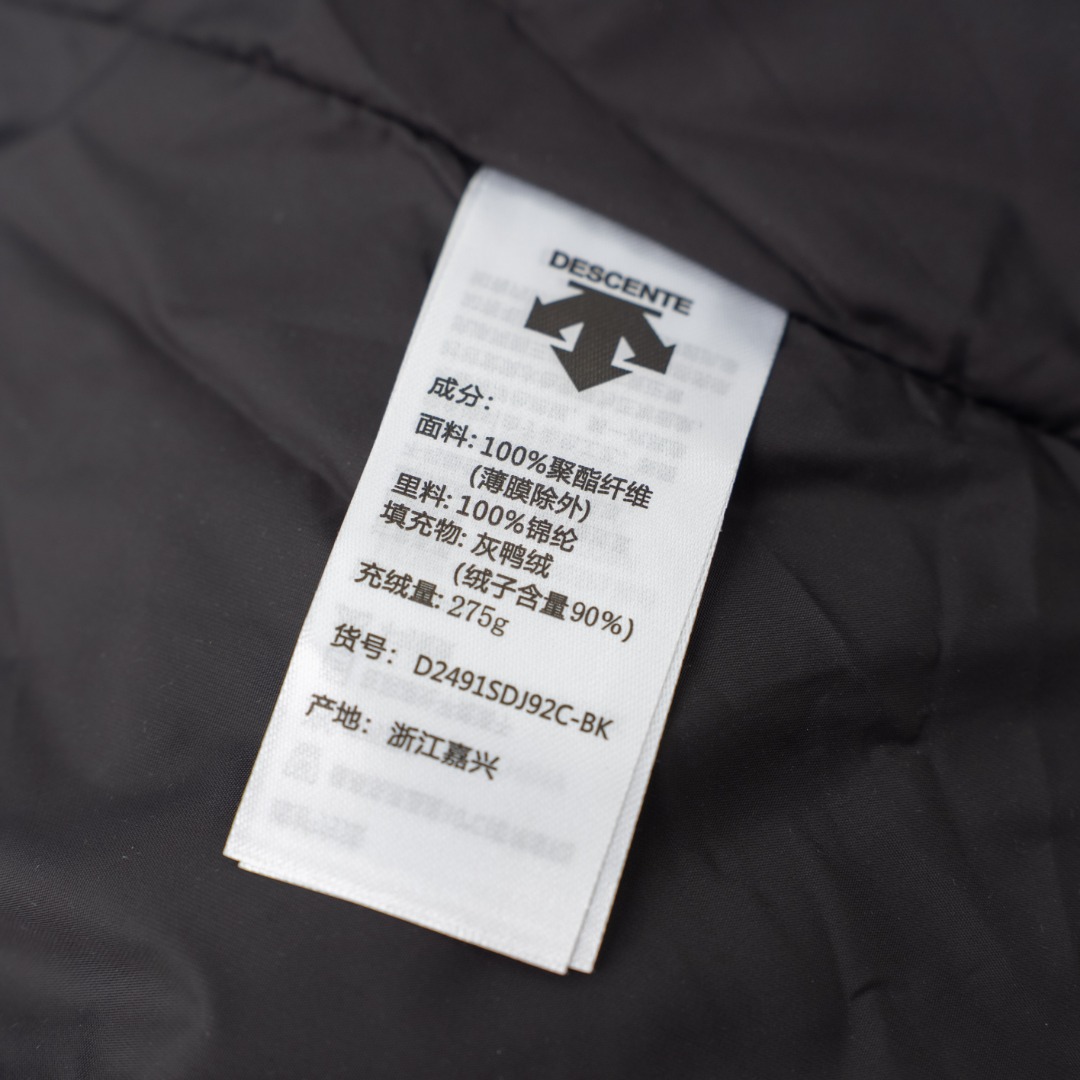 DESCENTE
成分：
面料：100%聚酯纤维
(薄膜除外)
里料：100%锦纶
填充物：灰鸭绒
(绒子含量90%)
充绒量：275g
货号：D2491SDJ92C-BK
产地：浙江嘉兴